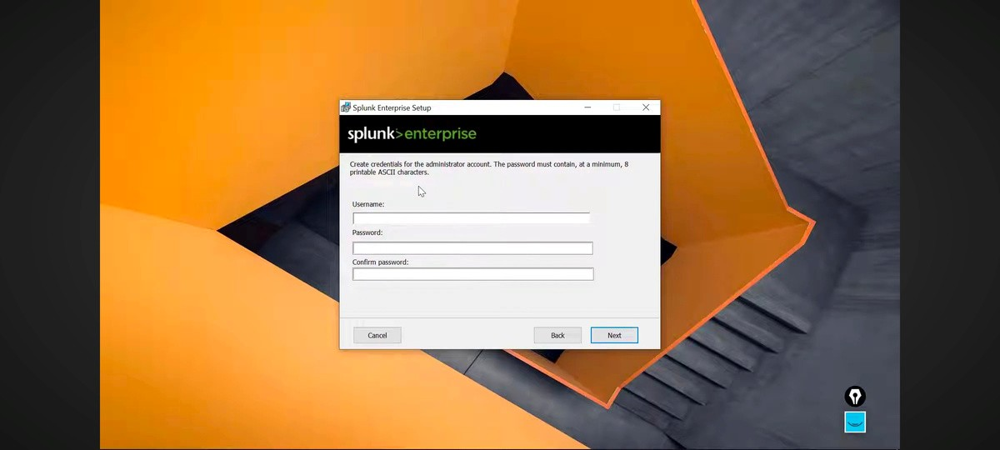 Splunk Enterprise Setup
splunk>enterprise
Create credentials for the administrator account. The password must contain, at a minimum, 8
printable ASCII characters.
Username:
Password:
Confirm password:
Cancel
Back
Next